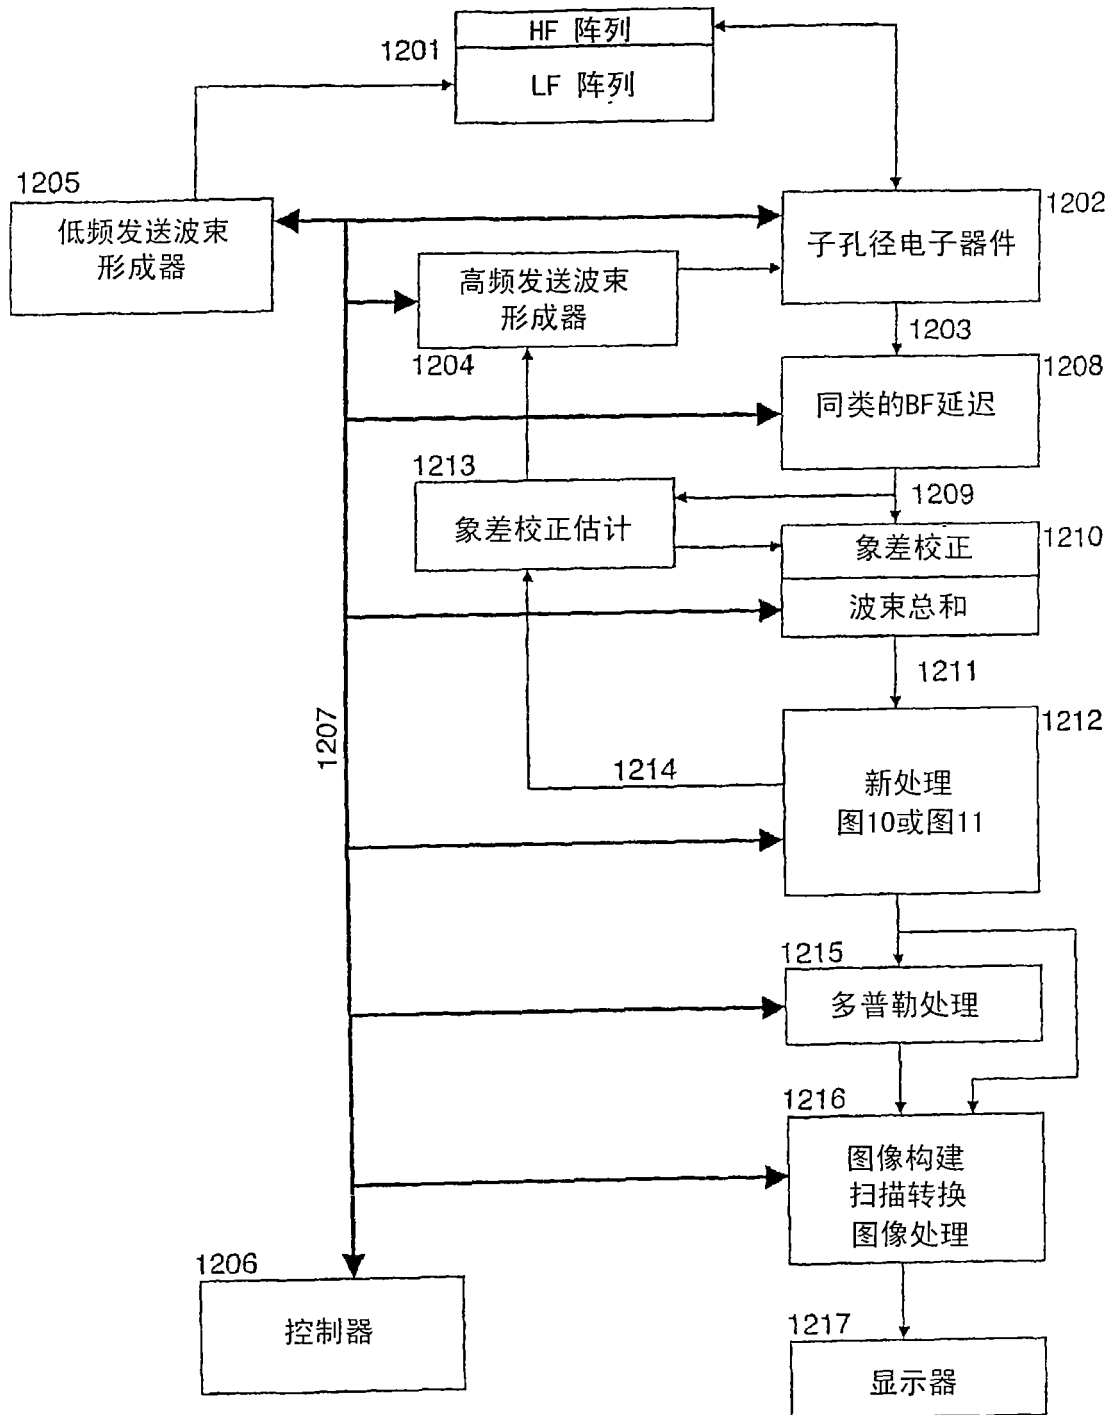 HF 阵列
1201
LF 阵列
1205
低频发送波束
形成器
1202
子孔径电子器件
高频发送波束
形成器
1204
1203
1208
同类的BF延迟
1213
象差校正估计
1209
1210
象差校正
波束总和
1211
1207
1212
新处理
图10或图11
1214
1215
多普勒处理
1216
图像构建
扫描转换
图像处理
1206
控制器
1217
显示器